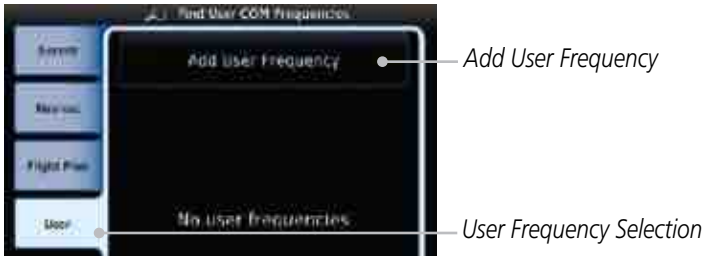 Find User COM Frequencies
Recent
Add User Frequency
Add User Frequency
Nearest
Flight Plan
User
No user frequencies
User Frequency Selection